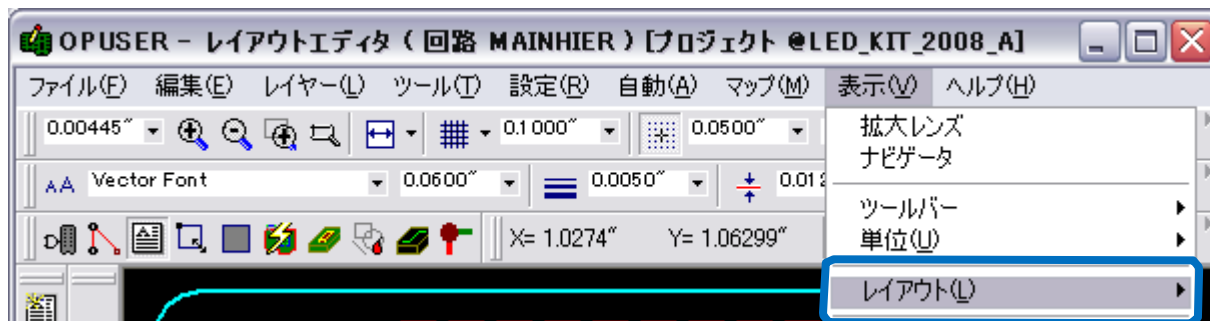 OPUSER - レイアウトエディタ ( 回路 MAINHIER ) [プロジェクト @LED_KIT_2008_A]
ファイル(F) 編集(E) レイヤー(L) ツール(T) 設定(R) 自動(A) マップ(M) 表示(V) ヘルプ(H)
0.00445" 0.1000" 0.0500"
AA Vector Font 0.0600" 0.0050" 0.012
X= 1.0274" Y= 1.06299"
拡大レンズ
ナビゲータ
ツールバー
単位(U)
レイアウト(L)